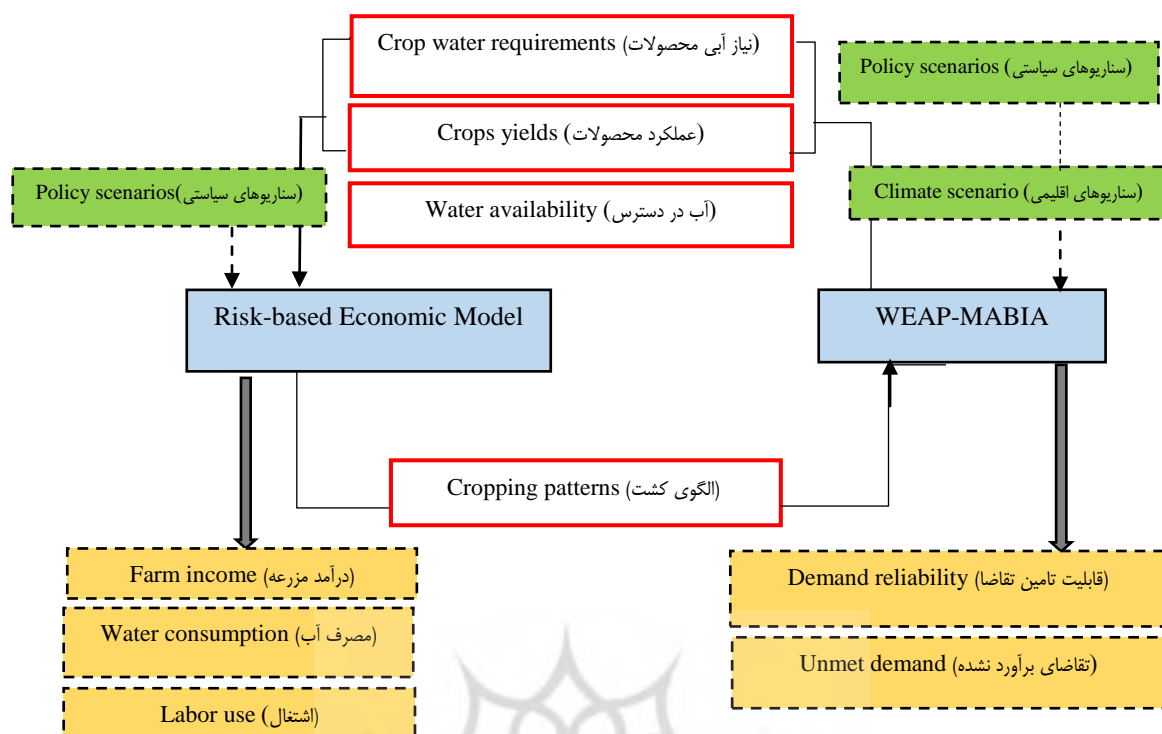 Crop water requirements (نیاز آبی محصولات)
Policy scenarios (سناریوهای سیاستی)
Crops yields (عملکرد محصولات)
Policy scenarios(سناریوهای سیاستی)
Water availability (آب در دسترس)
Climate scenario (سناریوهای اقلیمی)
Risk-based Economic Model
WEAP-MABIA
Cropping patterns (الگوی کشت)
Farm income (درآمد مزرعه)
Demand reliability (قابلیت تامین تقاضا)
Water consumption (مصرف آب)
Unmet demand (تقاضای برآورد نشده)
Labor use (اشتغال)